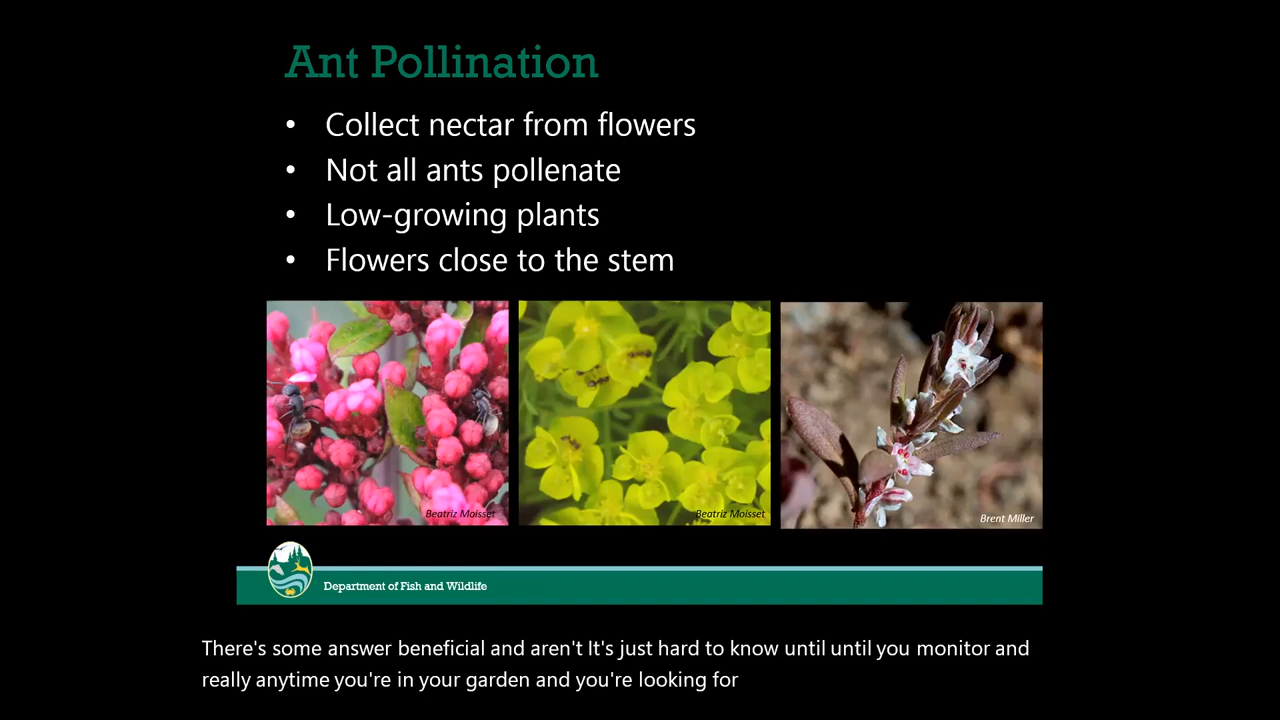 Ant Pollination
• Collect nectar from flowers
• Not all ants pollenate
• Low-growing plants
• Flowers close to the stem
Beatriz Moisset
Beatriz Moisset
Brent Miller
Department of Fish and Wildlife
There's some answer beneficial and aren't It's just hard to know until until you monitor and
really anytime you're in your garden and you're looking for